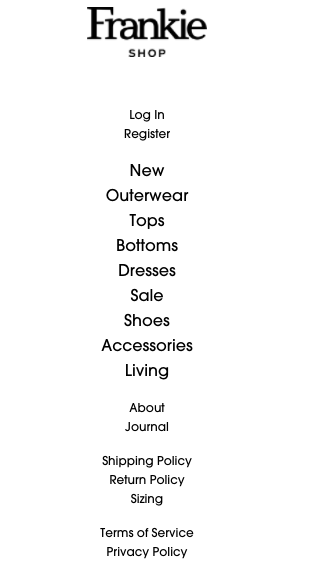 Frankie
SHOP
Log In
Register
New
Outerwear
Tops
Bottoms
Dresses
Sale
Shoes
Accessories
Living
About
Journal
Shipping Policy
Return Policy
Sizing
Terms of Service
Privacy Policy